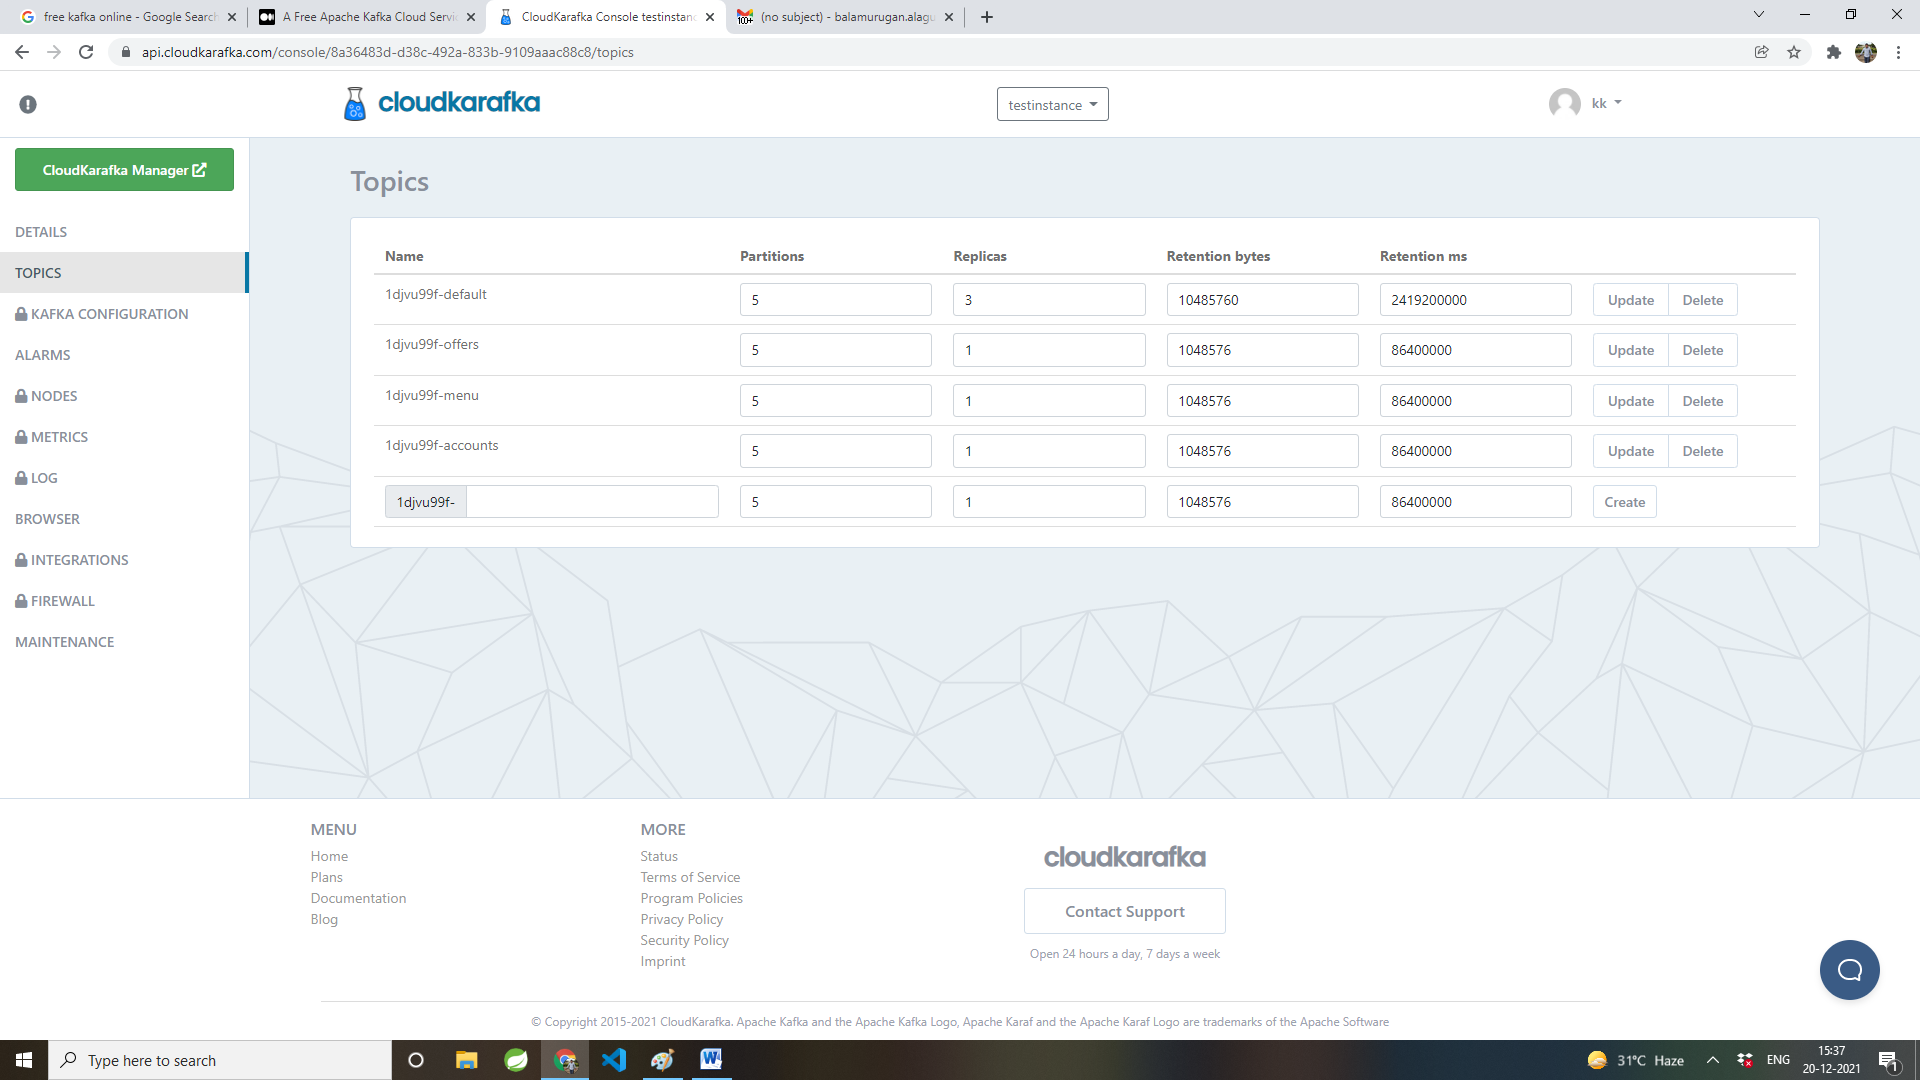 free kafka online - Google Search
A Free Apache Kafka Cloud Servic
CloudKarafka Console testinstanc
100+
(no subject) - balamurugan.alagu
api.cloudkarafka.com/console/8a36483d-d38c-492a-833b-9109aaac88c8/topics
cloudkarafka
testinstance
kk
CloudKarafka Manager
DETAILS
TOPICS
KAFKA CONFIGURATION
ALARMS
NODES
METRICS
LOG
BROWSER
INTEGRATIONS
FIREWALL
MAINTENANCE
Topics
Name Partitions Replicas Retention bytes Retention ms
1djvu99f-default 5 3 10485760 2419200000 Update Delete
1djvu99f-offers 5 1 1048576 86400000 Update Delete
1djvu99f-menu 5 1 1048576 86400000 Update Delete
1djvu99f-accounts 5 1 1048576 86400000 Update Delete
1djvu99f- 5 1 1048576 86400000 Create
MENU
Home
Plans
Documentation
Blog
MORE
Status
Terms of Service
Program Policies
Privacy Policy
Security Policy
Imprint
cloudkarafka
Contact Support
Open 24 hours a day, 7 days a week
© Copyright 2015-2021 CloudKarafka. Apache Kafka and the Apache Kafka Logo, Apache Karaf and the Apache Karaf Logo are trademarks of the Apache Software
Type here to search
31°C Haze
ENG
15:37
20-12-2021
1